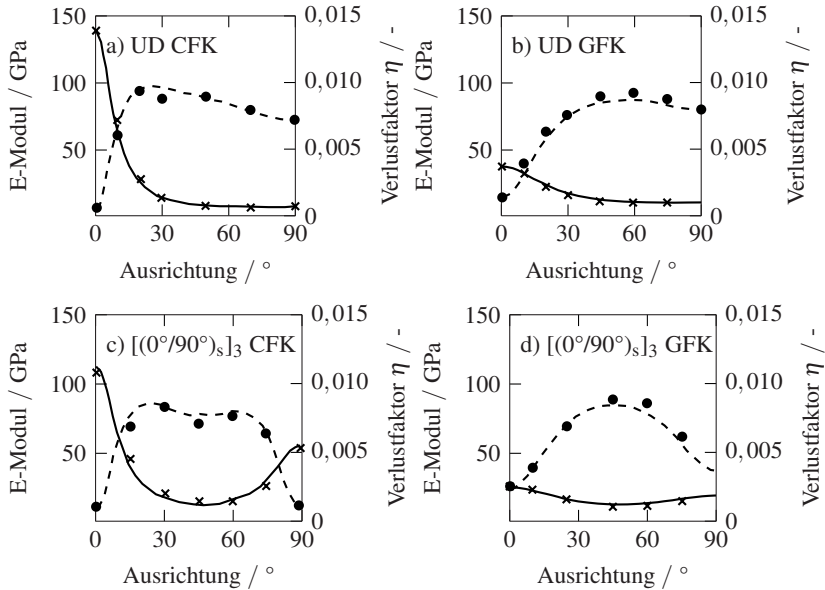 a) UD CFK
150
100
50
E-Modul / GPa
0,015
0,010
0,005
0
Verlustfaktor η / -
0 30 60 90
Ausrichtung / °
b) UD GFK
150
100
50
E-Modul / GPa
0,015
0,010
0,005
0
Verlustfaktor η / -
0 30 60 90
Ausrichtung / °
c) [(0°/90°)s]3 CFK
150
100
50
E-Modul / GPa
0,015
0,010
0,005
0
Verlustfaktor η / -
0 30 60 90
Ausrichtung / °
d) [(0°/90°)s]3 GFK
150
100
50
E-Modul / GPa
0,015
0,010
0,005
0
Verlustfaktor η / -
0 30 60 90
Ausrichtung / °